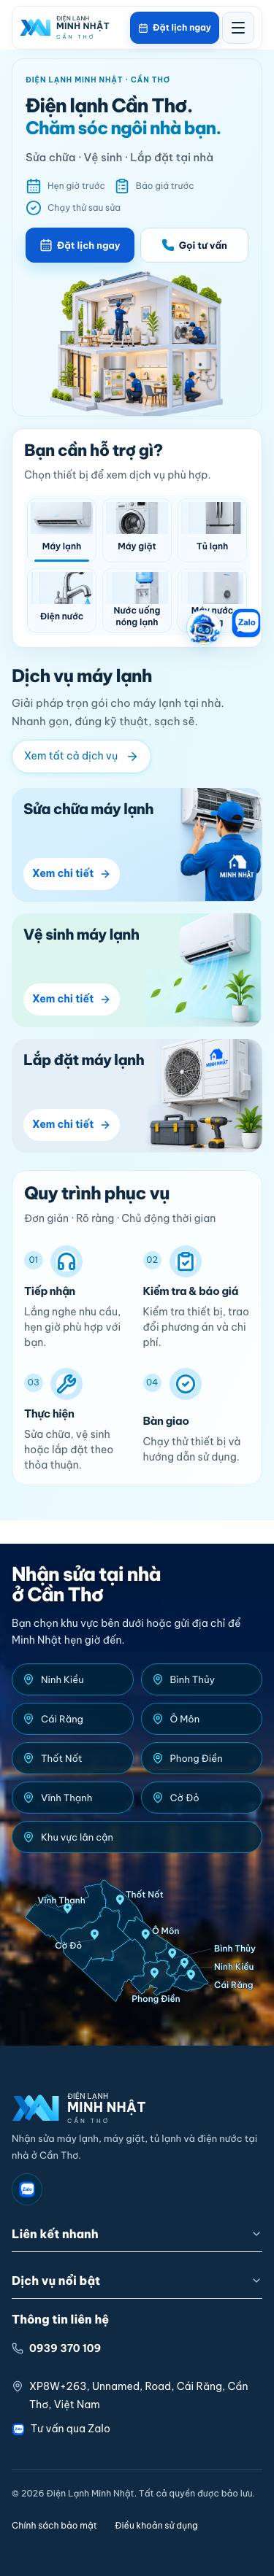 ĐIỆN LẠNH
MINH NHẬT
CẦN THƠ
Đặt lịch ngay
ĐIỆN LẠNH MINH NHẬT · CẦN THƠ
Điện lạnh Cần Thơ.
Chăm sóc ngôi nhà bạn.
Sửa chữa · Vệ sinh · Lắp đặt tại nhà
Hẹn giờ trước
Báo giá trước
Chạy thử sau sửa
Đặt lịch ngay
Gọi tư vấn
Bạn cần hỗ trợ gì?
Chọn thiết bị để xem dịch vụ phù hợp.
Máy lạnh
Máy giặt
Tủ lạnh
Điện nước
Nước uống
nóng lạnh
Máy nước
Zalo
Dịch vụ máy lạnh
Giải pháp trọn gói cho máy lạnh tại nhà.
Nhanh gọn, đúng kỹ thuật, sạch sẽ.
Xem tất cả dịch vụ
Sửa chữa máy lạnh
Xem chi tiết
MINH NHẬT
Vệ sinh máy lạnh
Xem chi tiết
Lắp đặt máy lạnh
Xem chi tiết
MINH NHẬT
Quy trình phục vụ
Đơn giản · Rõ ràng · Chủ động thời gian
01
Tiếp nhận
Lắng nghe nhu cầu,
hẹn giờ phù hợp với
bạn.
02
Kiểm tra & báo giá
Kiểm tra thiết bị, trao
đổi phương án và chi
phí.
03
Thực hiện
Sửa chữa, vệ sinh
hoặc lắp đặt theo
thỏa thuận.
04
Bàn giao
Chạy thử thiết bị và
hướng dẫn sử dụng.
Nhận sửa tại nhà
ở Cần Thơ
Bạn chọn khu vực bên dưới hoặc gửi địa chỉ để
Minh Nhật hẹn giờ đến.
Ninh Kiều
Bình Thủy
Cái Răng
Ô Môn
Thốt Nốt
Phong Điền
Vĩnh Thạnh
Cờ Đỏ
Khu vực lân cận
Thốt Nốt
Vĩnh Thạnh
Ô Môn
Cờ Đỏ
Bình Thủy
Ninh Kiều
Cái Răng
Phong Điền
ĐIỆN LẠNH
MINH NHẬT
CẦN THƠ
Nhận sửa máy lạnh, máy giặt, tủ lạnh và điện nước tại
nhà ở Cần Thơ.
Zalo
Liên kết nhanh
Dịch vụ nổi bật
Thông tin liên hệ
0939 370 109
XP8W+263, Unnamed, Road, Cái Răng, Cần
Thơ, Việt Nam
Tư vấn qua Zalo
© 2026 Điện Lạnh Minh Nhật. Tất cả quyền được bảo lưu.
Chính sách bảo mật
Điều khoản sử dụng